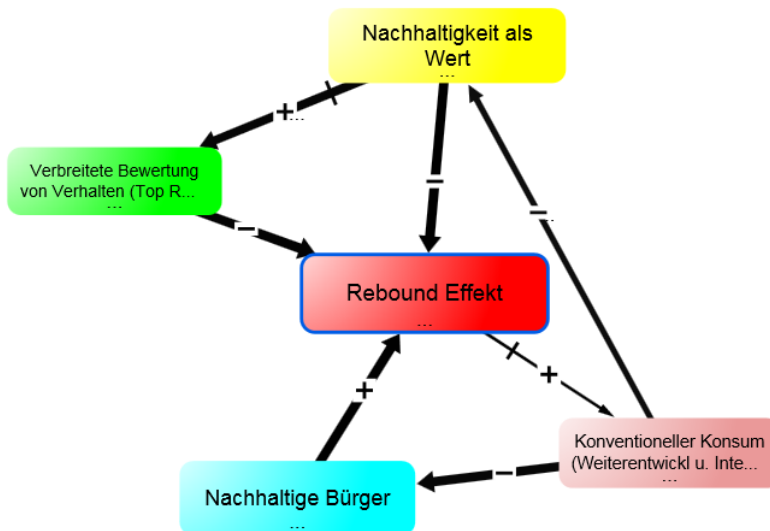 Nachhaltigkeit als
Wert
...
+
...
−
Verbreitete Bewertung
von Verhalten (Top R...
...
−
−
...
Rebound Effekt
...
+
+
Konventioneller Konsum
(Weiterentwickl u. Inte...
...
−
Nachhaltige Bürger
...